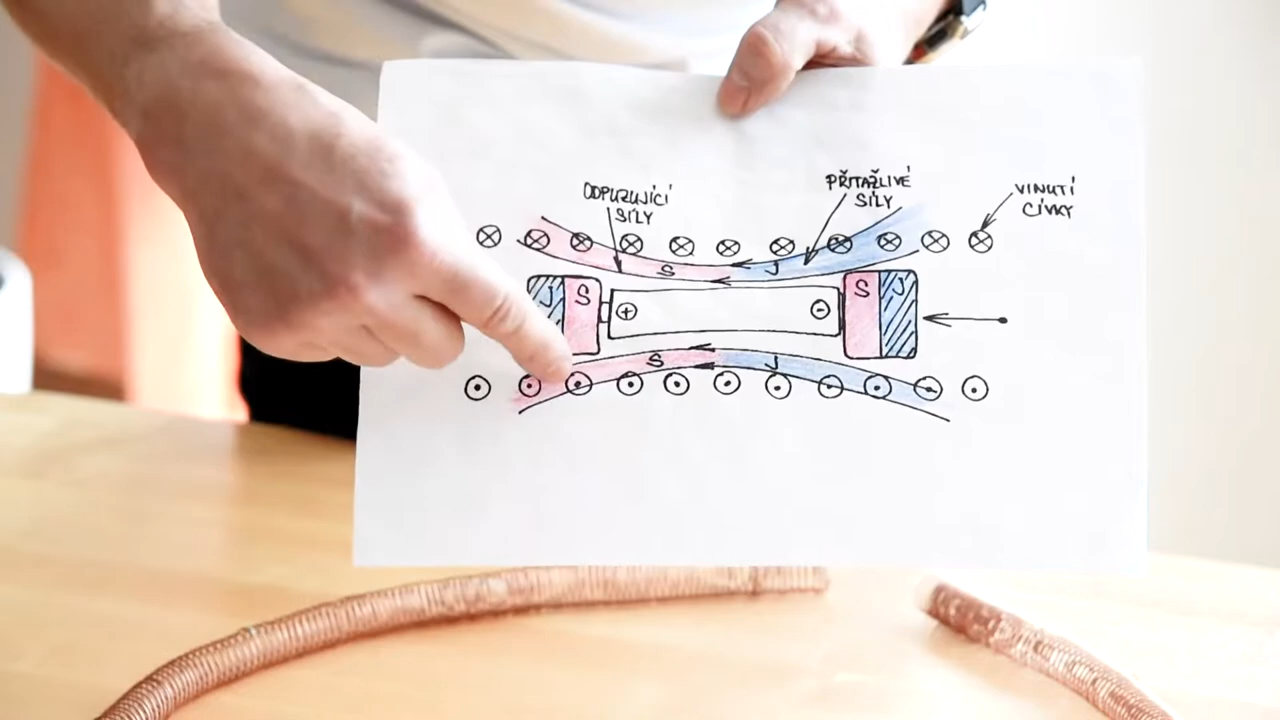 ODPUZUJÍCÍ
SÍLY
PŘITAŽLIVÉ
SÍLY
VINUTÍ
CÍVKY
S
J
J
S
+
-
S
J
S
J